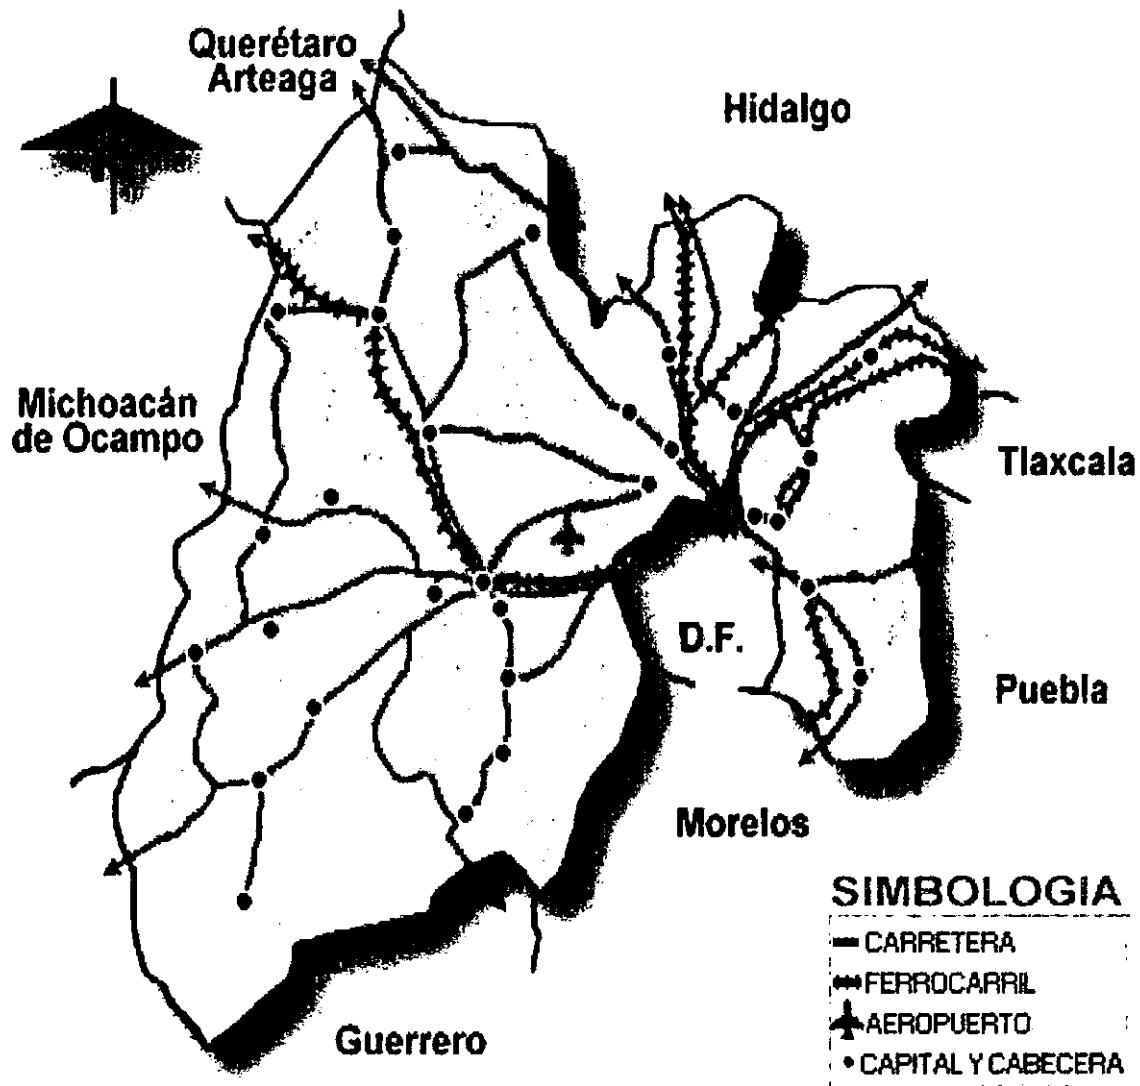 Querétaro
Arteaga
Hidalgo
Michoacán
de Ocampo
Tlaxcala
D.F.
Puebla
Morelos
Guerrero
SIMBOLOGIA
CARRETERA
FERROCARRIL
AEROPUERTO
CAPITAL Y CABECERA